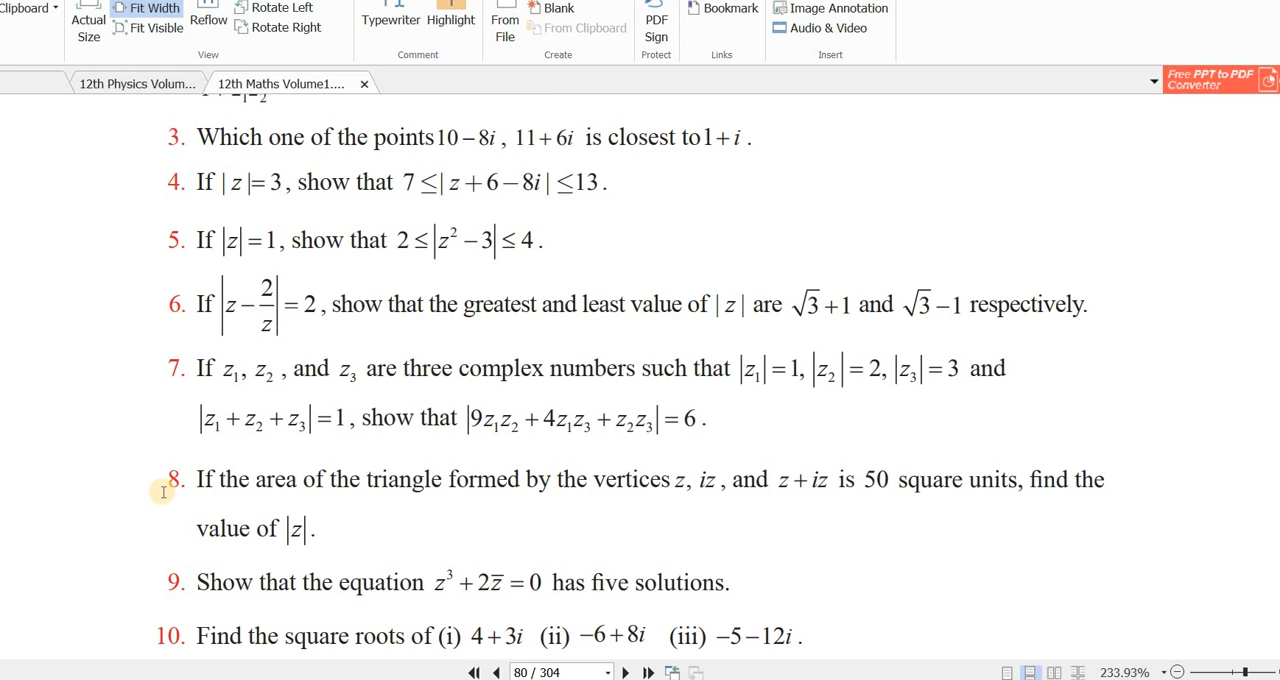 Clipboard
Fit Width
Rotate Left
Actual Size
Fit Visible
Reflow
Rotate Right
View
Typewriter
Highlight
Comment
From File
Blank
From Clipboard
Create
PDF Sign
Protect
Bookmark
Links
Image Annotation
Audio & Video
Insert
12th Physics Volum...
12th Maths Volume1....
Free PPT to PDF
Converter
3. Which one of the points 10 − 8i , 11 + 6i is closest to 1 + i .
4. If | z |= 3 , show that 7 ≤ | z + 6 − 8i | ≤ 13 .
5. If |z| = 1, show that 2 ≤ |z² − 3| ≤ 4 .
6. If |z − 2/z| = 2 , show that the greatest and least value of | z | are √3 + 1 and √3 − 1 respectively.
7. If z₁, z₂ , and z₃ are three complex numbers such that |z₁| = 1, |z₂| = 2, |z₃| = 3 and
|z₁ + z₂ + z₃| = 1 , show that |9z₁z₂ + 4z₁z₃ + z₂z₃| = 6 .
8. If the area of the triangle formed by the vertices z, iz , and z + iz is 50 square units, find the
value of |z| .
9. Show that the equation z³ + 2z̅ = 0 has five solutions.
10. Find the square roots of (i) 4 + 3i (ii) −6 + 8i (iii) −5 − 12i .
80 / 304
233.93%